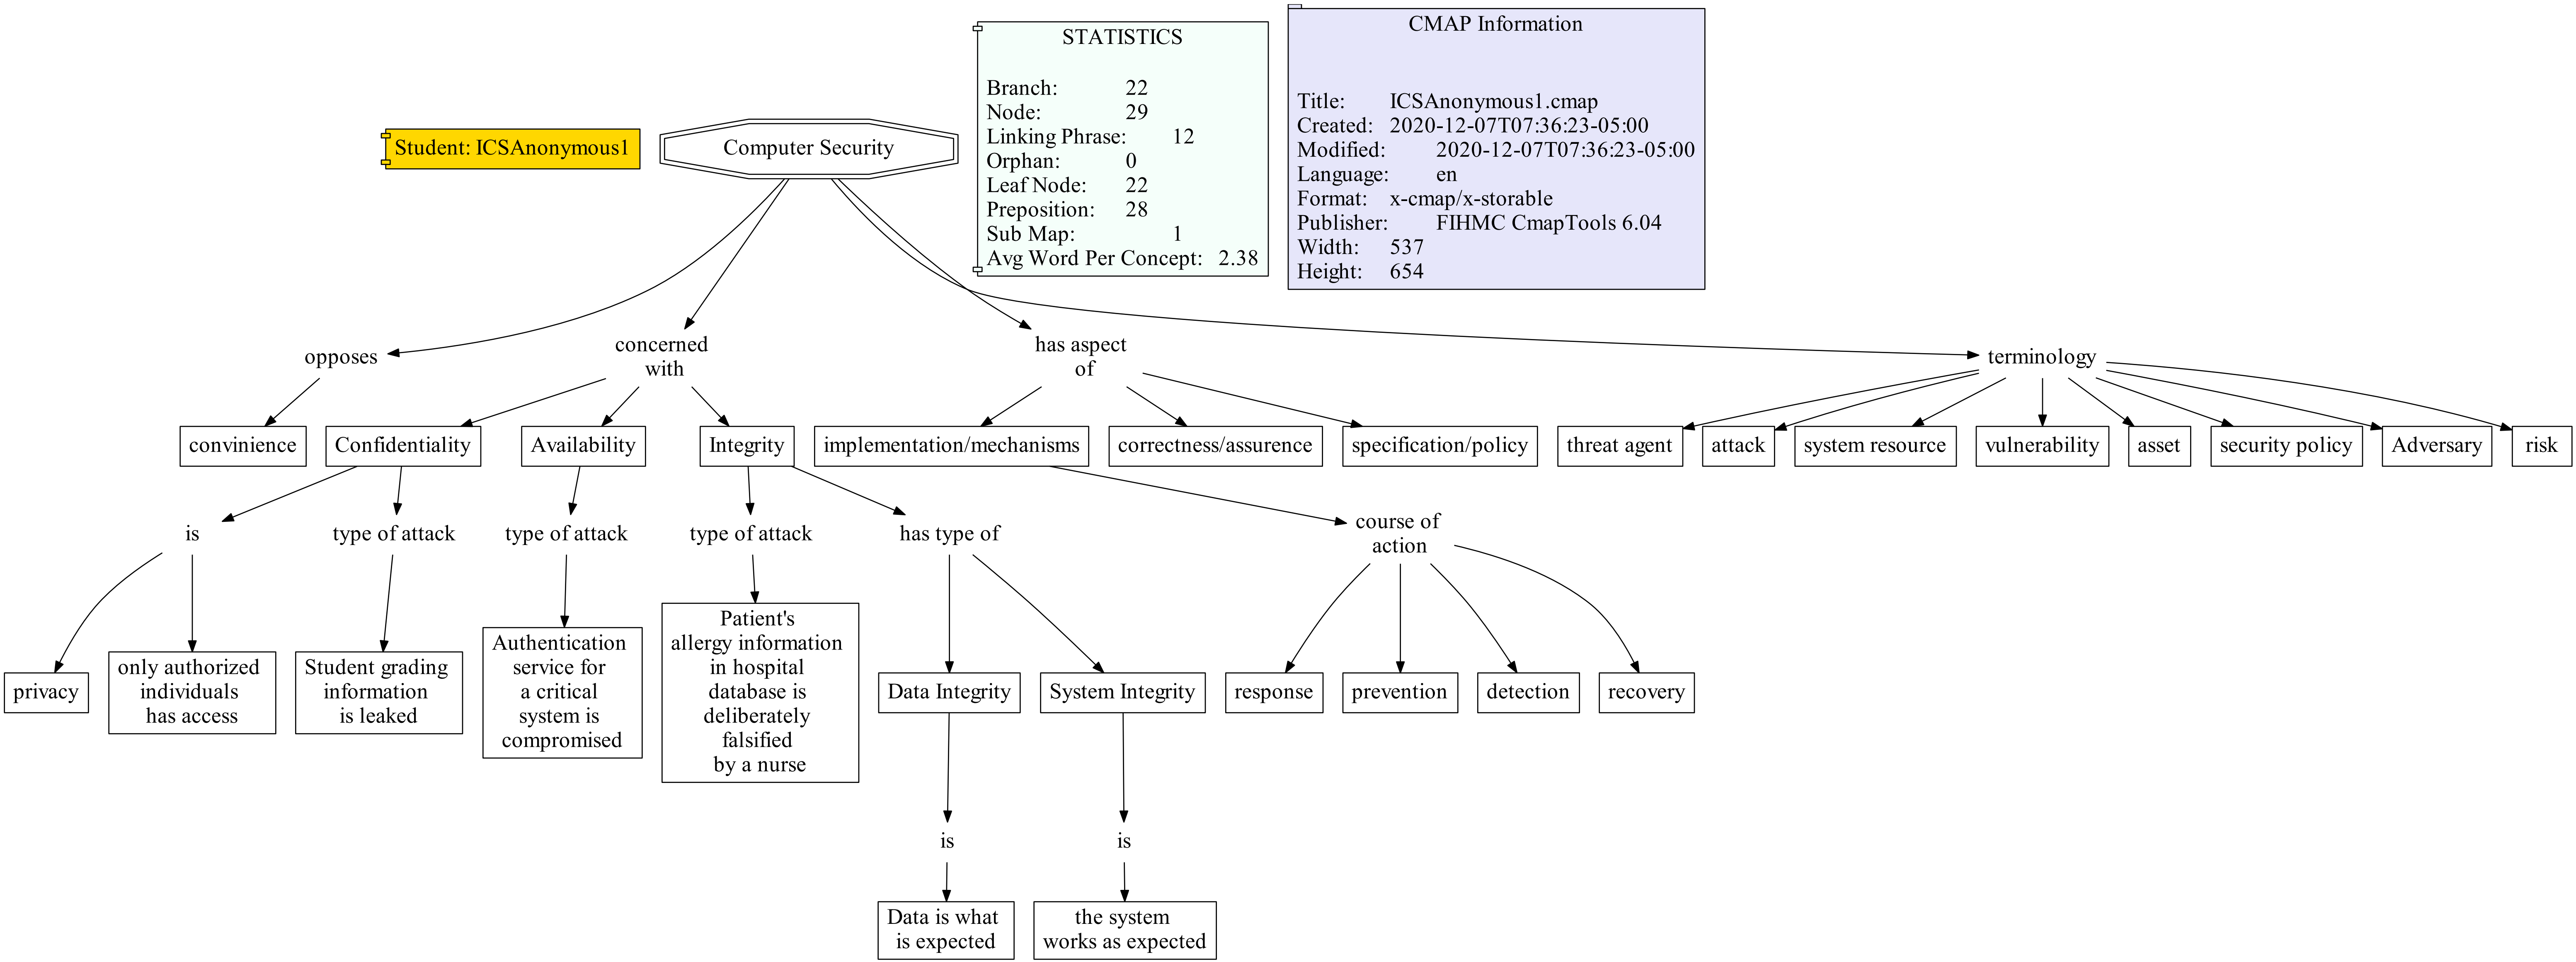 STATISTICS
Branch: 22
Node: 29
Linking Phrase: 12
Orphan: 0
Leaf Node: 22
Preposition: 28
Sub Map: 1
Avg Word Per Concept: 2.38
CMAP Information
Title: ICSAnonymous1.cmap
Created: 2020-12-07T07:36:23-05:00
Modified: 2020-12-07T07:36:23-05:00
Language: en
Format: x-cmap/x-storable
Publisher: FIHMC CmapTools 6.04
Width: 537
Height: 654
Student: ICSAnonymous1
Computer Security
opposes
concerned
with
has aspect
of
terminology
convinience
Confidentiality
Availability
Integrity
implementation/mechanisms
correctness/assurence
specification/policy
threat agent
attack
system resource
vulnerability
asset
security policy
Adversary
risk
is
type of attack
type of attack
type of attack
has type of
course of
action
privacy
only authorized
individuals
has access
Student grading
information
is leaked
Authentication
service for
a critical
system is
compromised
Patient's
allergy information
in hospital
database is
deliberately
falsified
by a nurse
Data Integrity
System Integrity
response
prevention
detection
recovery
is
is
Data is what
is expected
the system
works as expected